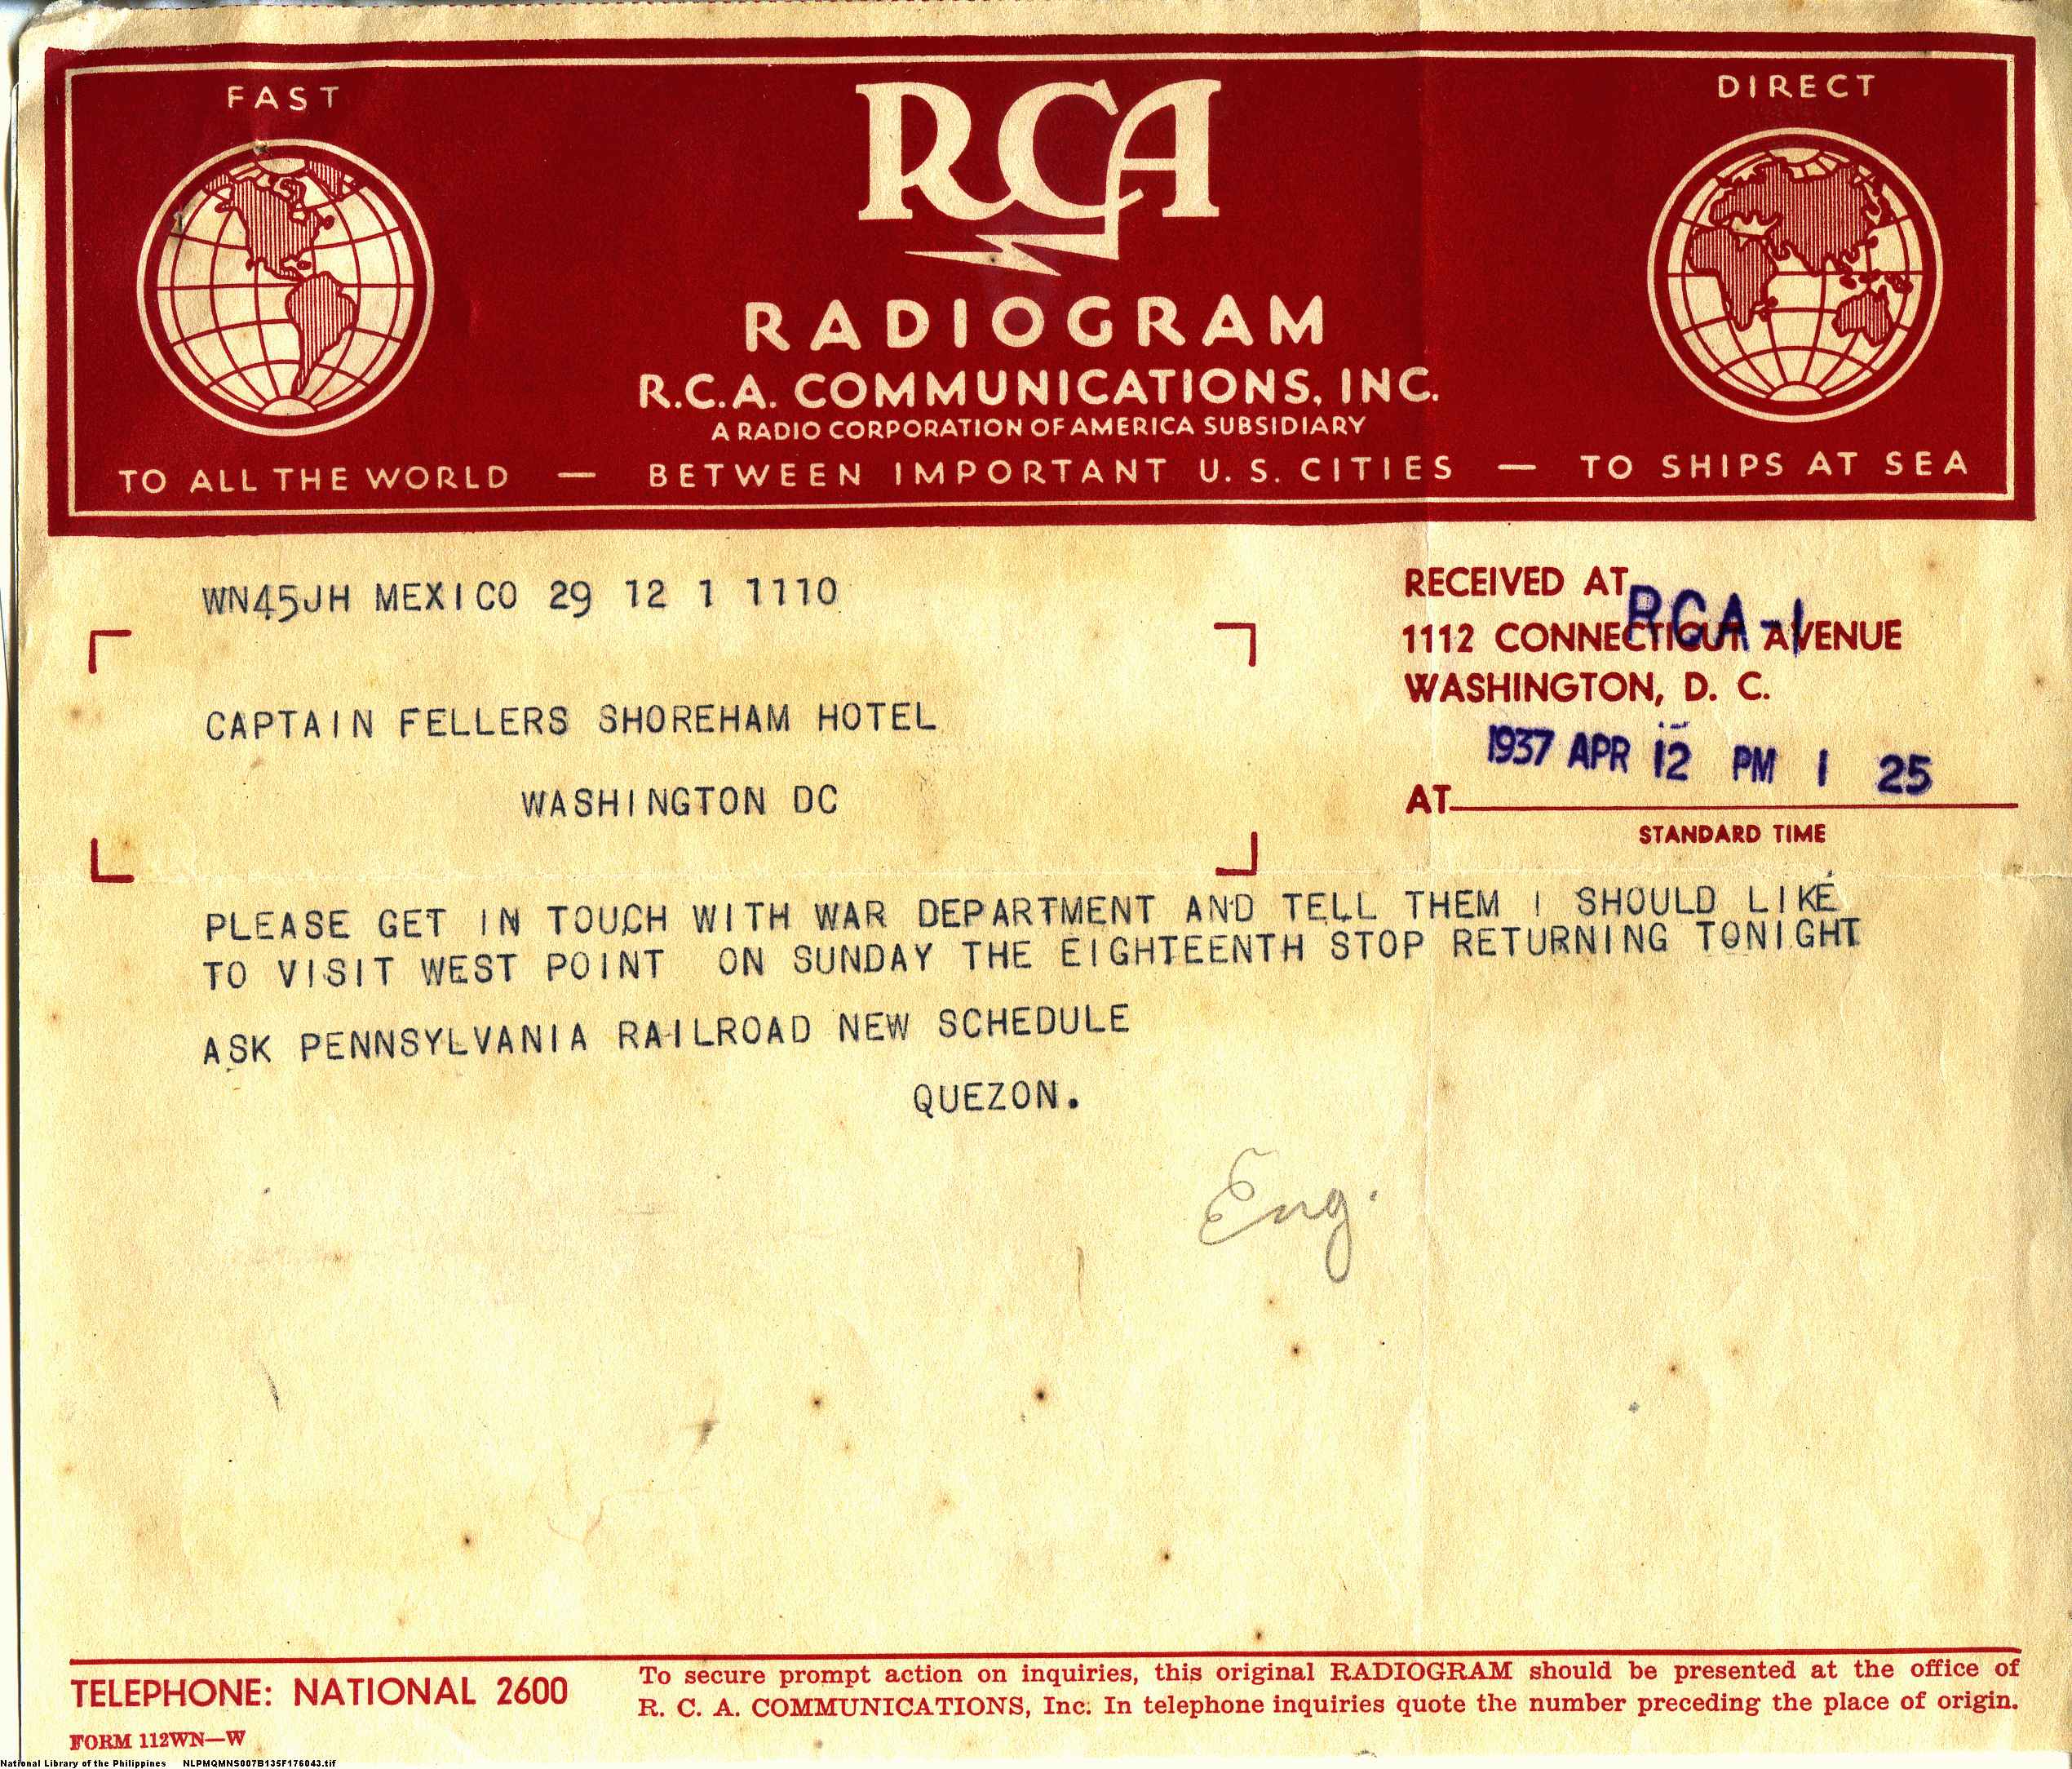 FAST
DIRECT
RCA
RADIOGRAM
R.C.A. COMMUNICATIONS, INC.
A RADIO CORPORATION OF AMERICA SUBSIDIARY
TO ALL THE WORLD — BETWEEN IMPORTANT U. S. CITIES — TO SHIPS AT SEA
WN45JH MEXICO 29 12 1 1110
RECEIVED AT
RCA-1
1112 CONNECTICUT AVENUE
WASHINGTON, D. C.
1937 APR 12 PM 1 25
AT
STANDARD TIME
CAPTAIN FELLERS SHOREHAM HOTEL
WASHINGTON DC
PLEASE GET IN TOUCH WITH WAR DEPARTMENT AND TELL THEM I SHOULD LIKE
TO VISIT WEST POINT ON SUNDAY THE EIGHTEENTH STOP RETURNING TONIGHT
ASK PENNSYLVANIA RAILROAD NEW SCHEDULE
QUEZON.
Eng.
TELEPHONE: NATIONAL 2600
To secure prompt action on inquiries, this original RADIOGRAM should be presented at the office of
R. C. A. COMMUNICATIONS, Inc. In telephone inquiries quote the number preceding the place of origin.
FORM 112WN—W
National Library of the Philippines NLPMQMNS007B135F176043.tif